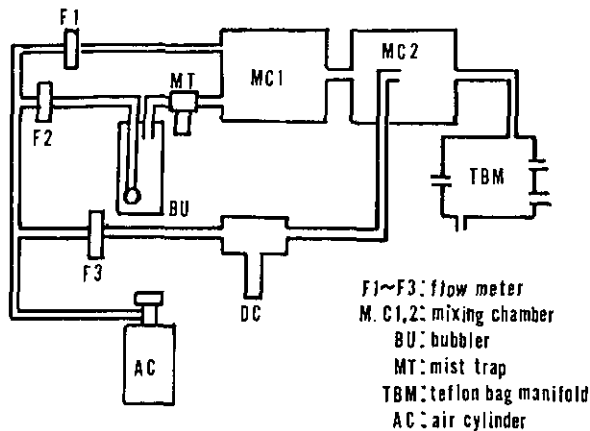 F1
MT
MC1
MC2
F2
BU
TBM
F3
DC
AC
F1~F3: flow meter
M.C1,2: mixing chamber
BU: bubbler
MT: mist trap
TBM: teflon bag manifold
AC: air cylinder